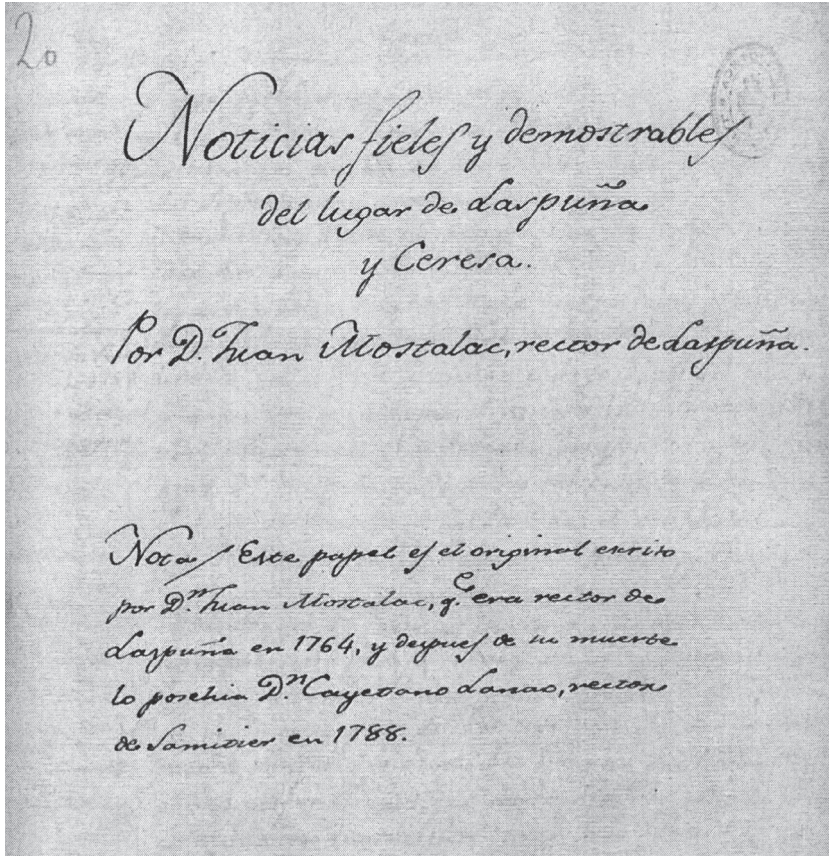 20
Noticias fieles y demostrables
del lugar de Laspuña
y Ceresa.
Por D. Juan Mostalac, rector de Laspuña.
Nota/ Este papel es el original escrito
por D.ⁿ Juan Mostalac, q.ᵉ era rector de
Laspuña en 1764, y despues de su muerte
lo posehia D.ⁿ Cayetano Lanao, rector
de Samitier en 1788.